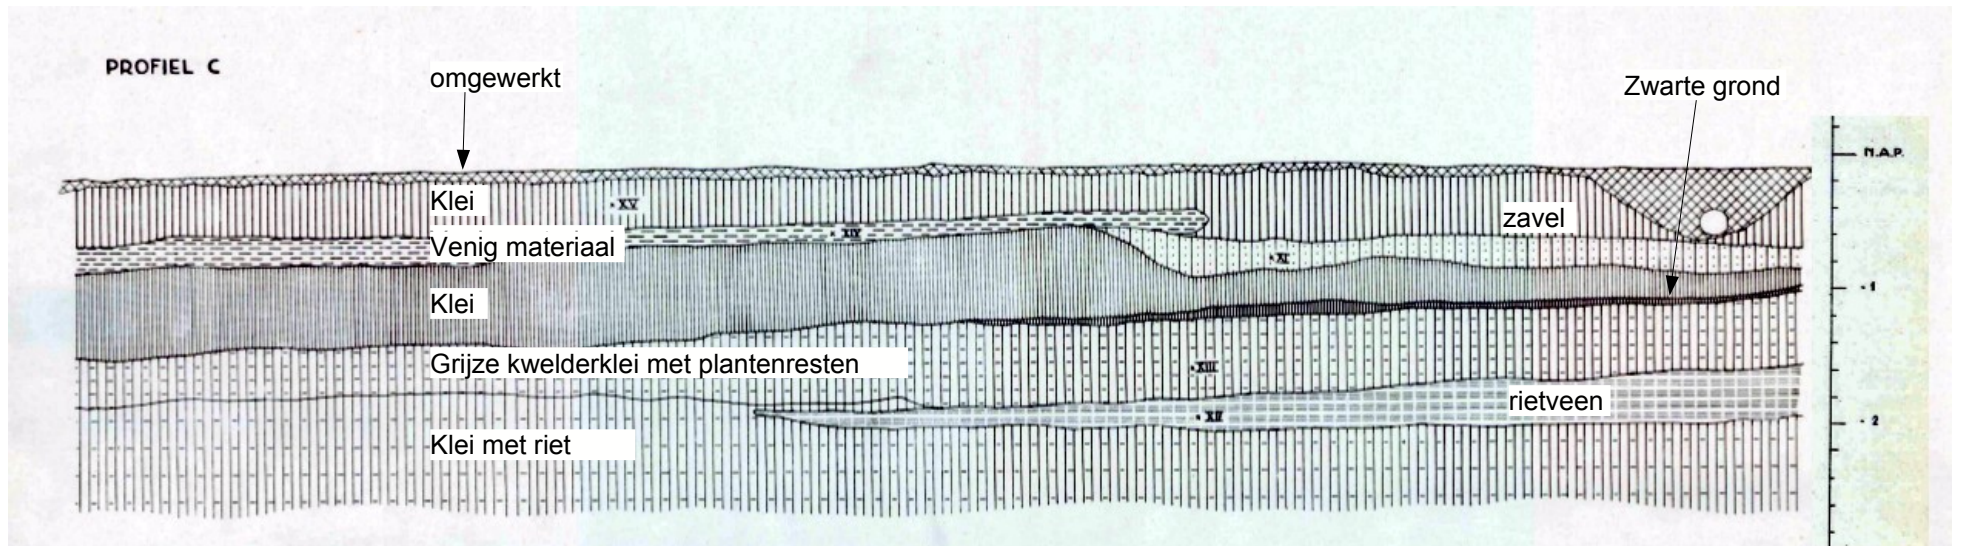 PROFIEL C
omgewerkt
Zwarte grond
N.A.P.
Klei
XV
zavel
XIV
Venig materiaal
XI
-1
Klei
Grijze kwelderklei met plantenresten
XIII
rietveen
XII
-2
Klei met riet